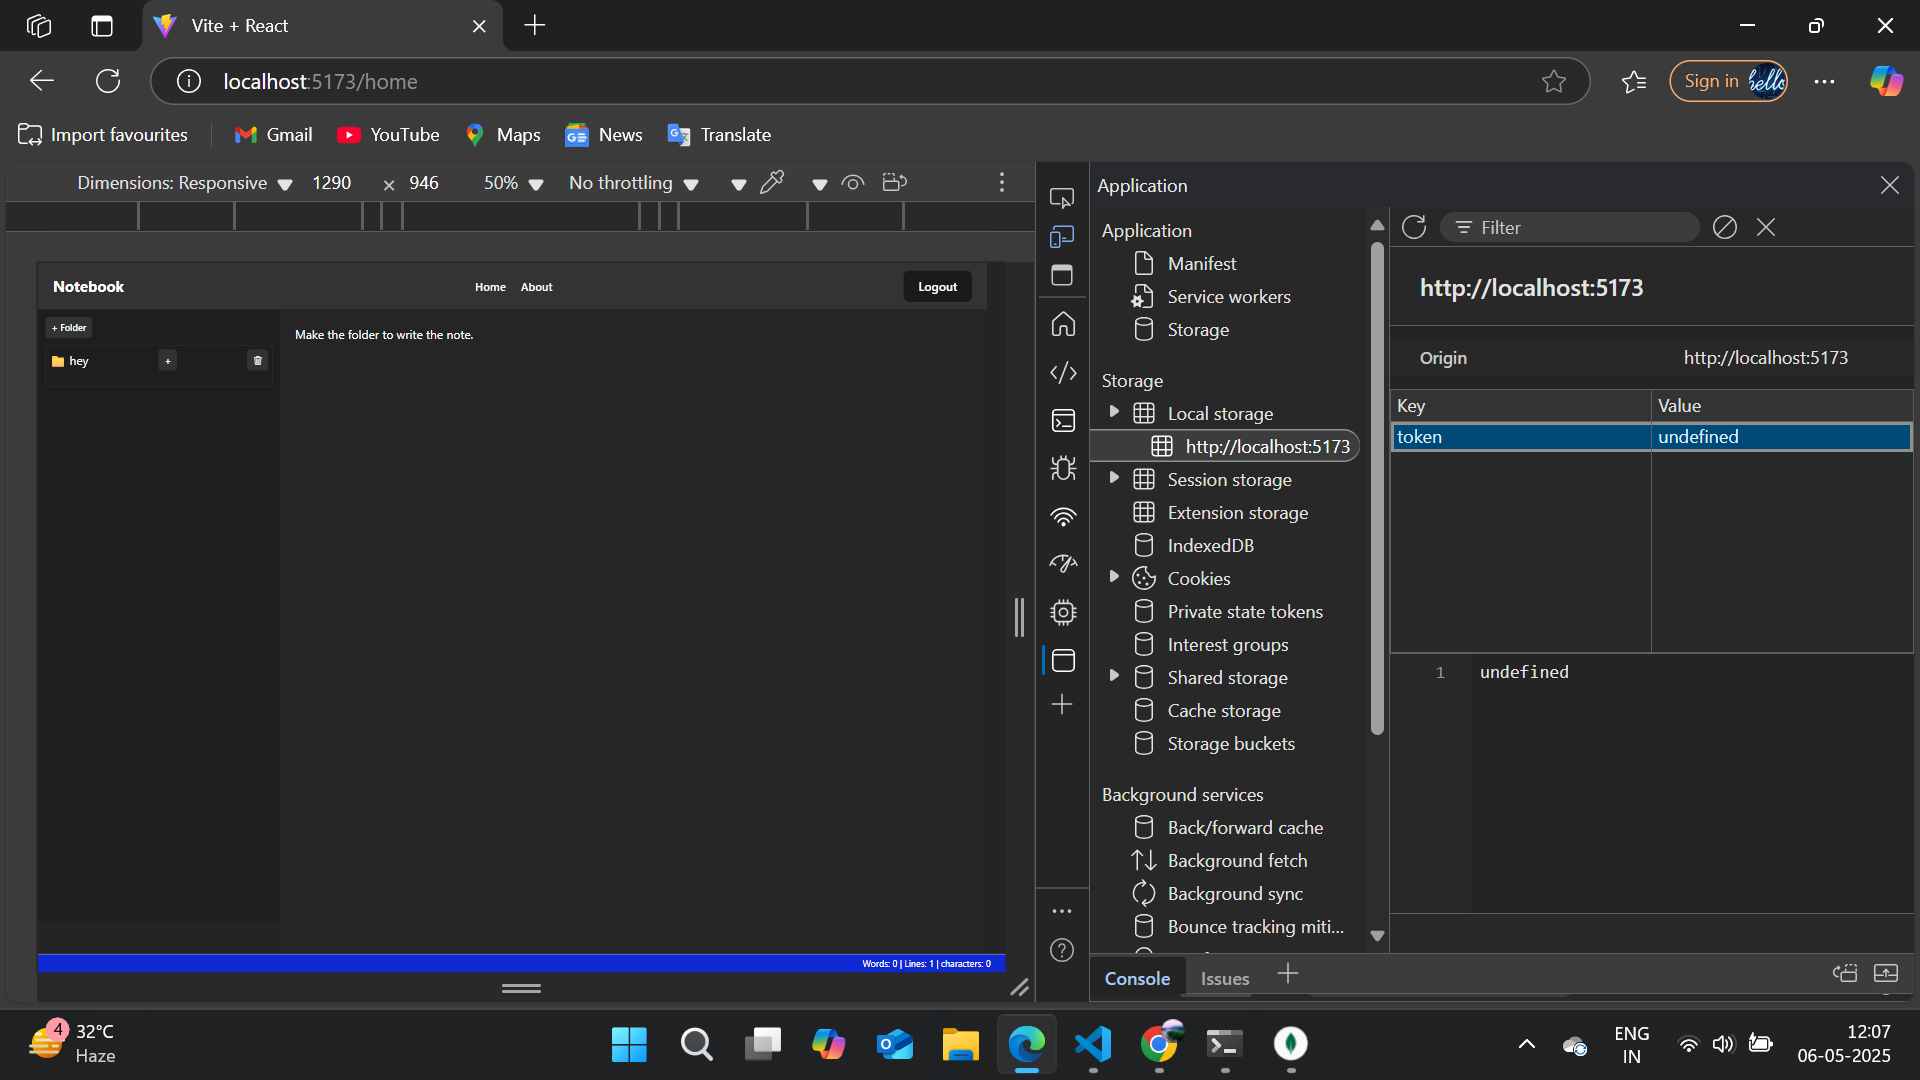 Vite + React
localhost:5173/home
Sign in hello
Import favourites
Gmail
YouTube
Maps
News
Translate
Dimensions: Responsive
1290 × 946
50%
No throttling
Notebook
Home
About
Logout
+ Folder
hey
+
Make the folder to write the note.
Words: 0 | Lines: 1 | characters: 0
Application
Application
Manifest
Service workers
Storage
Storage
Local storage
http://localhost:5173
Session storage
Extension storage
IndexedDB
Cookies
Private state tokens
Interest groups
Shared storage
Cache storage
Storage buckets
Background services
Back/forward cache
Background fetch
Background sync
Bounce tracking miti...
Filter
http://localhost:5173
Origin
http://localhost:5173
Key
Value
token
undefined
1 undefined
Console
Issues
4
32°C
Haze
ENG
IN
12:07
06-05-2025